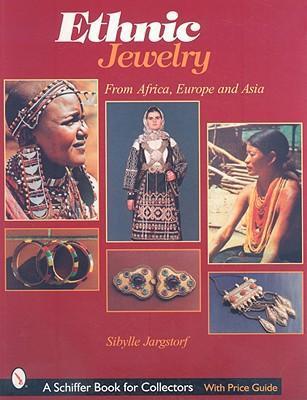 Ethnic
Jewelry
From Africa, Europe and Asia
Sibylle Jargstorf
A Schiffer Book for Collectors With Price Guide